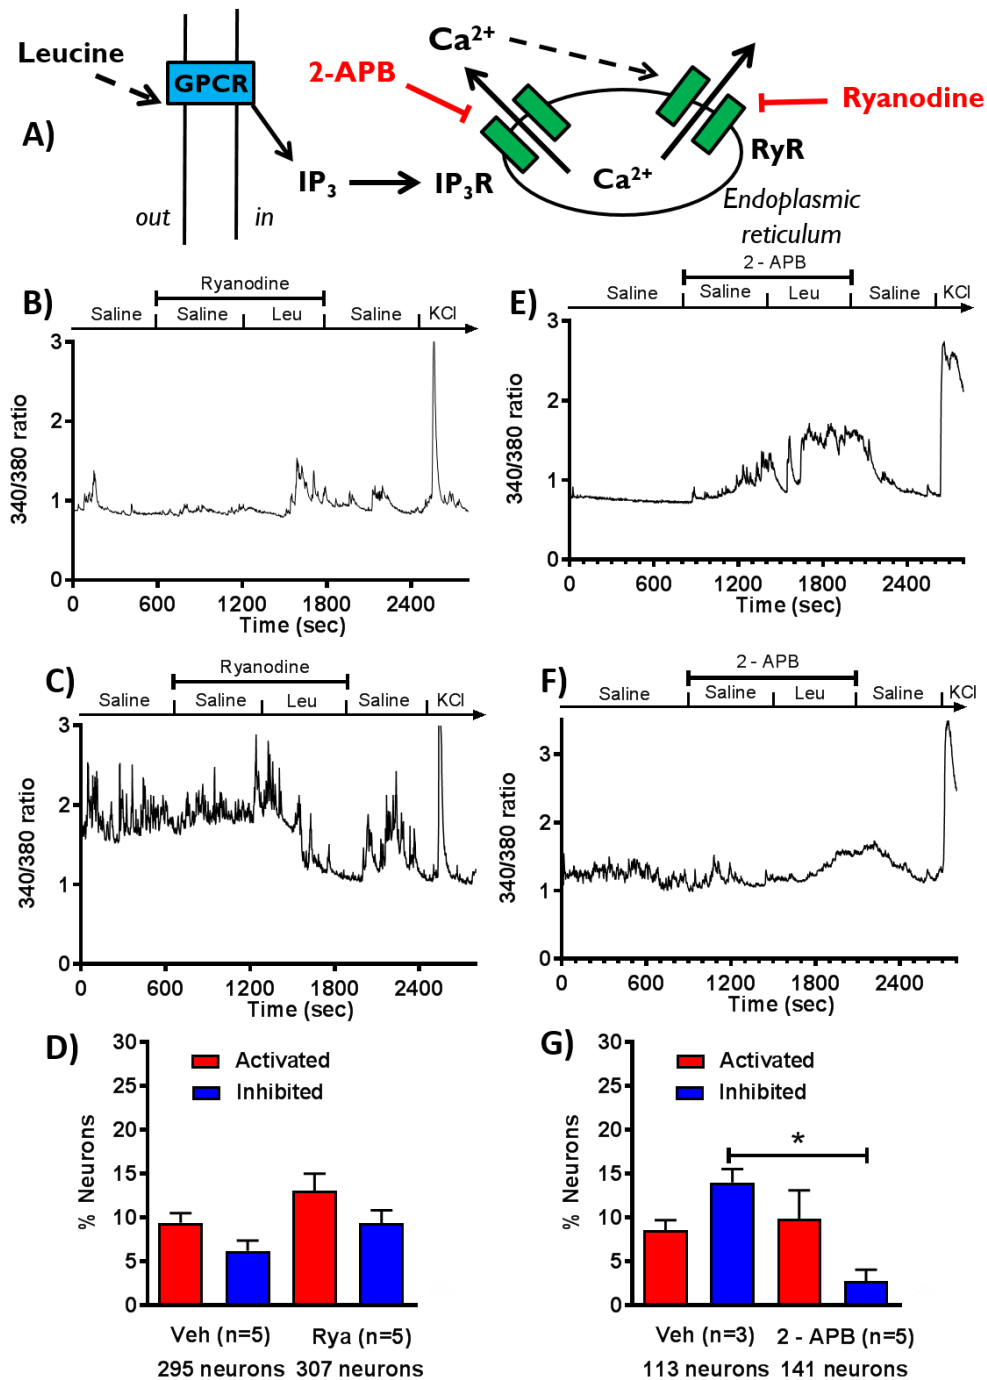 A)
Leucine
GPCR
out
in
IP3
IP3R
2-APB
Ca2+
Ca2+
RyR
Ryanodine
Endoplasmic
reticulum
B)
Ryanodine
Saline Saline Leu Saline KCl
340/380 ratio
3
2
1
0
0 600 1200 1800 2400
Time (sec)
E)
2 - APB
Saline Saline Leu Saline KCl
340/380 ratio
3
2
1
0
0 600 1200 1800 2400
Time (sec)
C)
Ryanodine
Saline Saline Leu Saline KCl
340/380 ratio
3
2
1
0
0 600 1200 1800 2400
Time (sec)
F)
2 - APB
Saline Saline Leu Saline KCl
340/380 ratio
3
2
1
0
0 600 1200 1800 2400
Time (sec)
D)
% Neurons
30
25
20
15
10
5
0
Activated
Inhibited
Veh (n=5) Rya (n=5)
295 neurons 307 neurons
G)
% Neurons
30
25
20
15
10
5
0
Activated
Inhibited
*
Veh (n=3) 2 - APB (n=5)
113 neurons 141 neurons